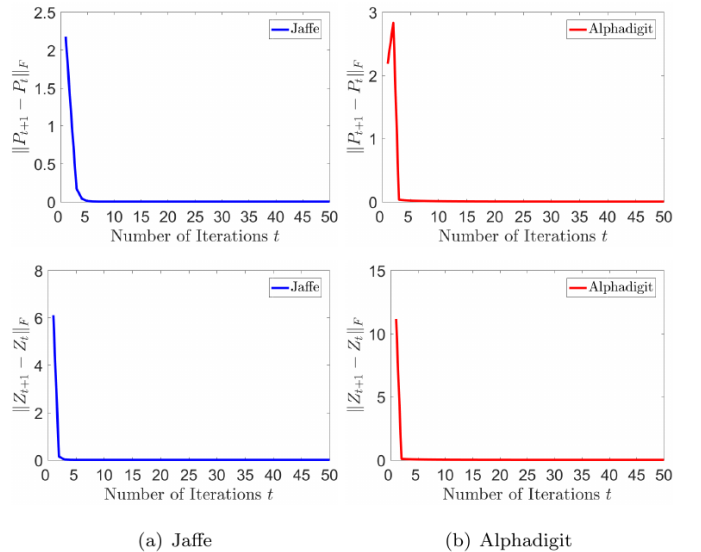 2.5
2
1.5
1
0.5
0
‖P_{t+1} − P_t‖_F
Jaffe
0 5 10 15 20 25 30 35 40 45 50
Number of Iterations t
3
2
1
0
‖P_{t+1} − P_t‖_F
Alphadigit
0 5 10 15 20 25 30 35 40 45 50
Number of Iterations t
8
6
4
2
0
‖Z_{t+1} − Z_t‖_F
Jaffe
0 5 10 15 20 25 30 35 40 45 50
Number of Iterations t
15
10
5
0
‖Z_{t+1} − Z_t‖_F
Alphadigit
0 5 10 15 20 25 30 35 40 45 50
Number of Iterations t
(a) Jaffe
(b) Alphadigit